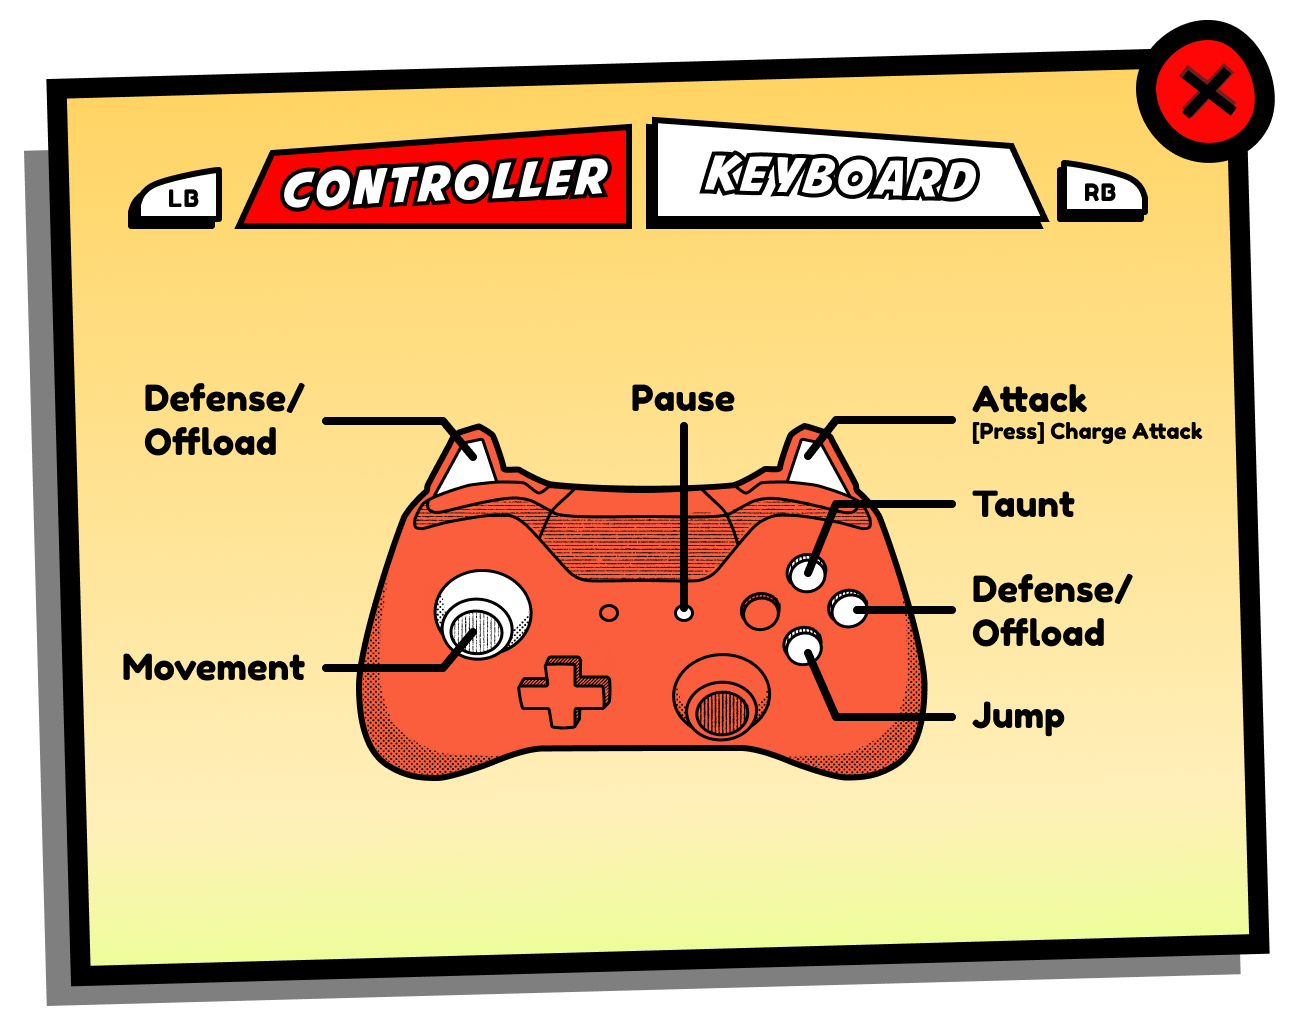 LB
CONTROLLER
KEYBOARD
RB
Defense/
Offload
Pause
Attack
[Press] Charge Attack
Taunt
Defense/
Offload
Movement
Jump